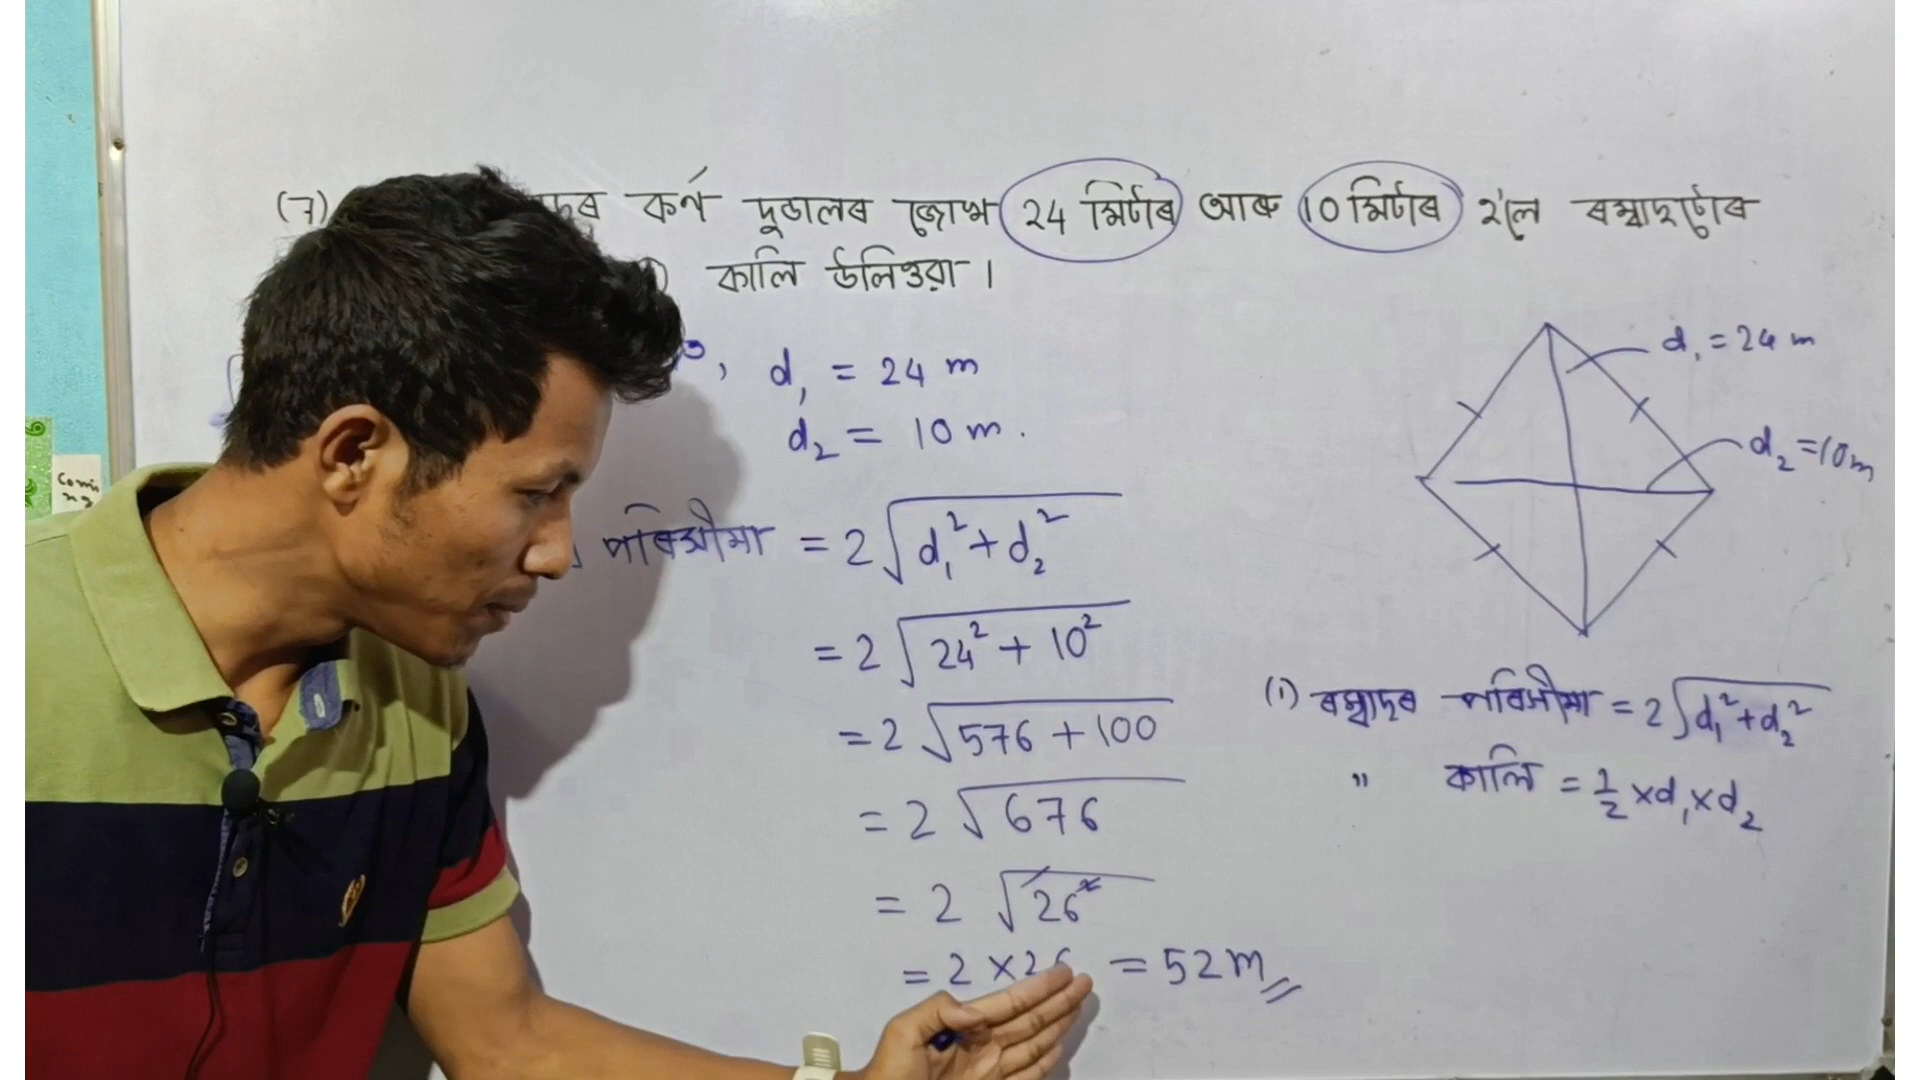 (7) কৰ্ণ দুডালৰ জোখ 24 মিটাৰ আৰু 10 মিটাৰ হ'লে ৰম্বাছটোৰ
কালি উলিওৱা ।
, d₁ = 24 m
d₂ = 10 m.
d₁ = 24 m
d₂ = 10 m
পৰিসীমা = 2√(d₁² + d₂²)
= 2√(24² + 10²)
= 2√(576 + 100)
= 2√676
= 2√26²
= 2 × 26 = 52 m
(i) ৰম্বাছৰ পৰিসীমা = 2√(d₁² + d₂²)
" কালি = ½ × d₁ × d₂